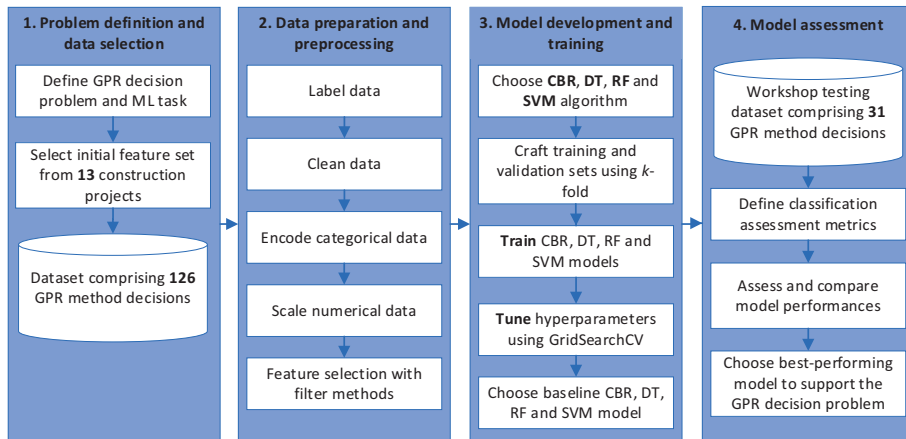 1. Problem definition and
data selection
Define GPR decision
problem and ML task
Select initial feature set
from 13 construction
projects
Dataset comprising 126
GPR method decisions
2. Data preparation and
preprocessing
Label data
Clean data
Encode categorical data
Scale numerical data
Feature selection with
filter methods
3. Model development and
training
Choose CBR, DT, RF and
SVM algorithm
Craft training and
validation sets using k-
fold
Train CBR, DT, RF and
SVM models
Tune hyperparameters
using GridSearchCV
Choose baseline CBR, DT,
RF and SVM model
4. Model assessment
Workshop testing
dataset comprising 31
GPR method decisions
Define classification
assessment metrics
Assess and compare
model performances
Choose best-performing
model to support the
GPR decision problem